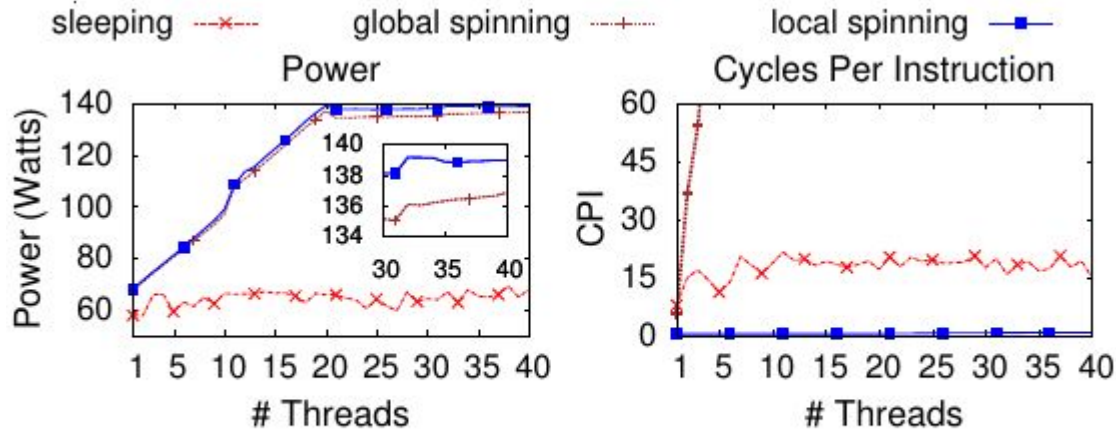 sleeping global spinning local spinning
Power
Power (Watts)
140
120
100
80
60
140
139
138
136
135
134
30 35 40
1 5 10 15 20 25 30 35 40
# Threads
Cycles Per Instruction
CPI
60
45
30
15
0
1 5 10 15 20 25 30 35 40
# Threads